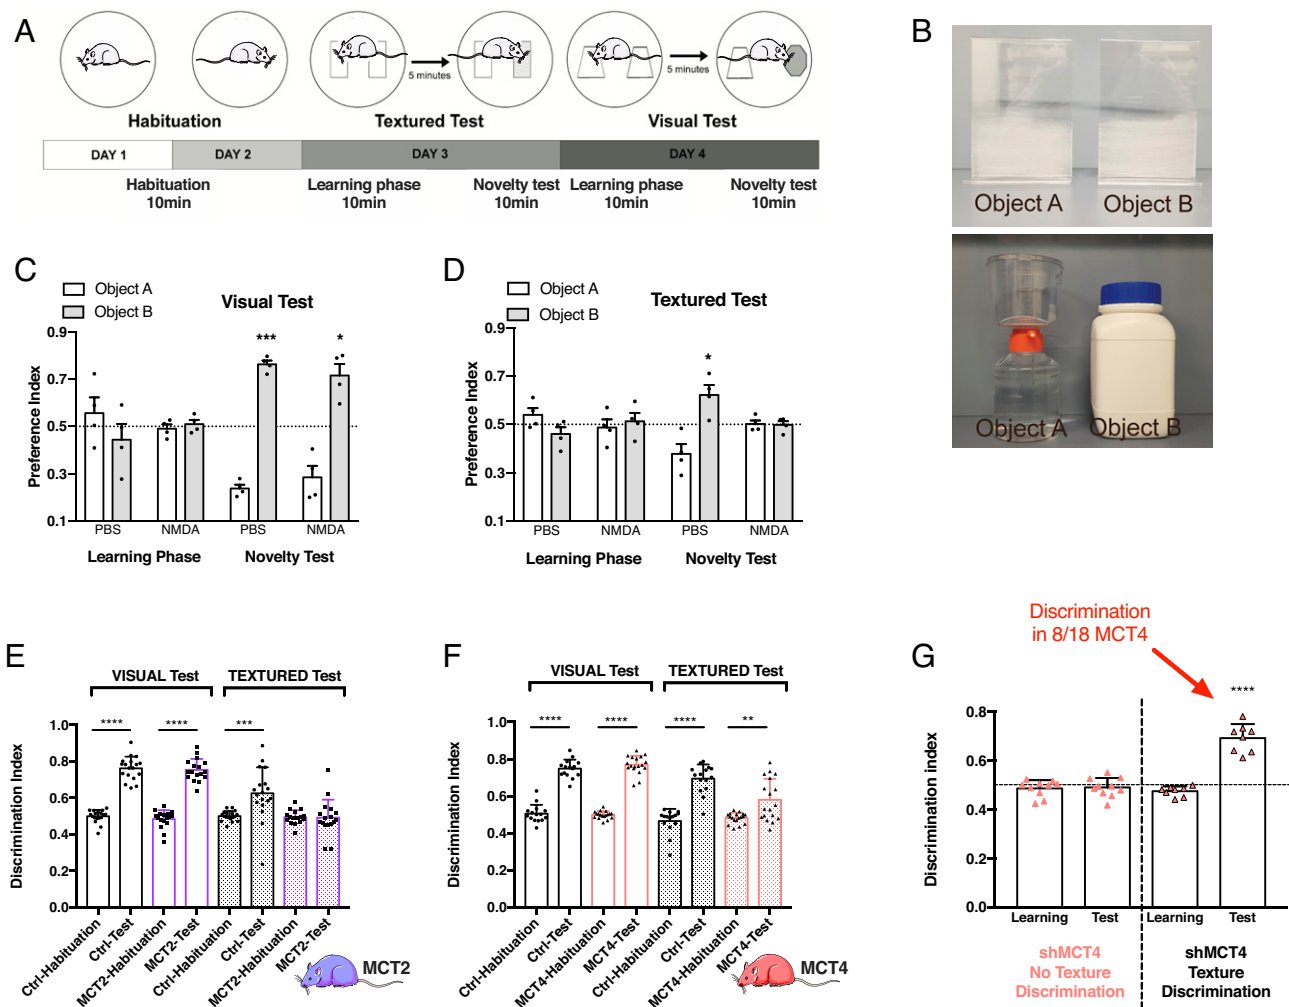 A
5 minutes
5 minutes
Habituation
Textured Test
Visual Test
DAY 1
DAY 2
DAY 3
DAY 4
Habituation
10min
Learning phase
10min
Novelty test
10min
Learning phase
10min
Novelty test
10min
B
Object A
Object B
Object A
Object B
C
Object A
Object B
Visual Test
Preference Index
0.9
0.7
0.5
0.3
0.1
***
*
PBS
NMDA
PBS
NMDA
Learning Phase
Novelty Test
D
Object A
Object B
Textured Test
Preference Index
0.9
0.7
0.5
0.3
0.1
*
PBS
NMDA
PBS
NMDA
Learning Phase
Novelty Test
E
VISUAL Test
TEXTURED Test
Discrimination Index
1.0
0.8
0.6
0.4
0.2
0.0
****
****
***
Ctrl-Habituation
Ctrl-Test
MCT2-Habituation
MCT2-Test
Ctrl-Habituation
Ctrl-Test
MCT2-Habituation
MCT2-Test
MCT2
F
VISUAL Test
TEXTURED Test
Discrimination Index
1.0
0.8
0.6
0.4
0.2
0.0
****
****
****
**
Ctrl-Habituation
Ctrl-Test
MCT4-Habituation
MCT4-Test
Ctrl-Habituation
Ctrl-Test
MCT4-Habituation
MCT4-Test
MCT4
Discrimination
in 8/18 MCT4
G
Discrimination index
0.8
0.6
0.4
0.2
0.0
****
Learning
Test
Learning
Test
shMCT4
No Texture
Discrimination
shMCT4
Texture
Discrimination